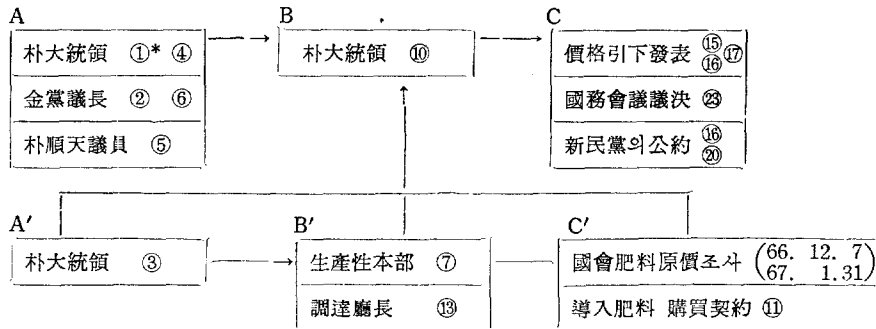 A B C
朴大統領 ①* ④
金黨議長 ② ⑥
朴順天議員 ⑤
朴大統領 ⑩
價格引下發表 ⑮ ⑯ ⑰
國務會議議決 ㉓
新民黨의公約 ⑯ ⑳
A′ B′ C′
朴大統領 ③
生產性本部 ⑦
調達廳長 ⑬
國會肥料原價조사 (66. 12. 7
67. 1.31)
導入肥料 購買契約 ⑪